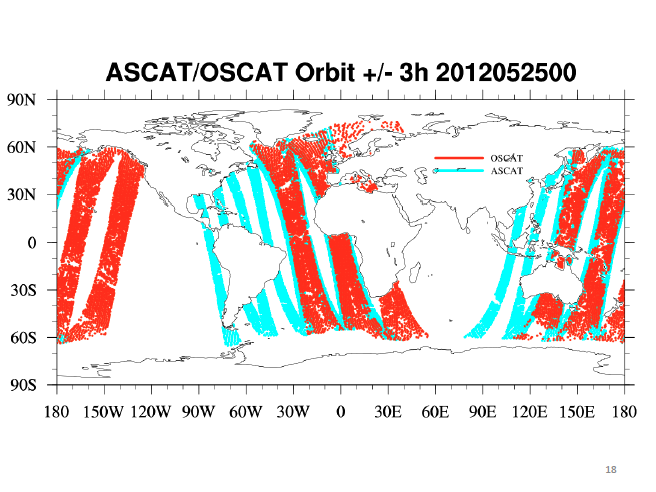 ASCAT/OSCAT Orbit +/- 3h 2012052500
90N
60N
OSCAT
ASCAT
30N
0
30S
60S
90S
180 150W 120W 90W 60W 30W 0 30E 60E 90E 120E 150E 180
18